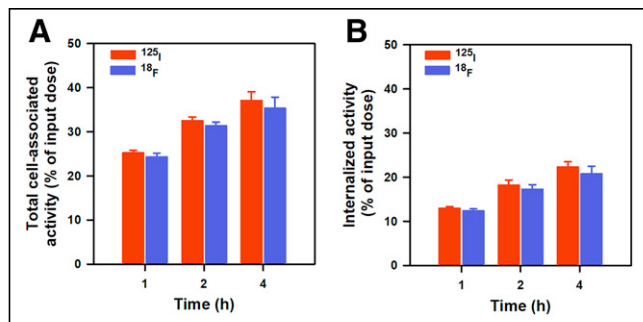 A
¹²⁵I
¹⁸F
Total cell-associated
activity (% of input dose)
50
40
30
20
10
0
1 2 4
Time (h)
B
¹²⁵I
¹⁸F
Internalized activity
(% of input dose)
50
40
30
20
10
0
1 2 4
Time (h)